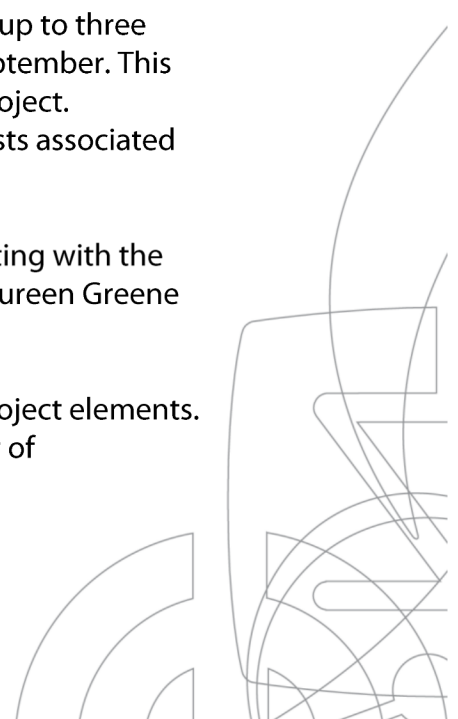 up to three
ptember. This
oject.
sts associated
ting with the
ureen Greene
oject elements.
of